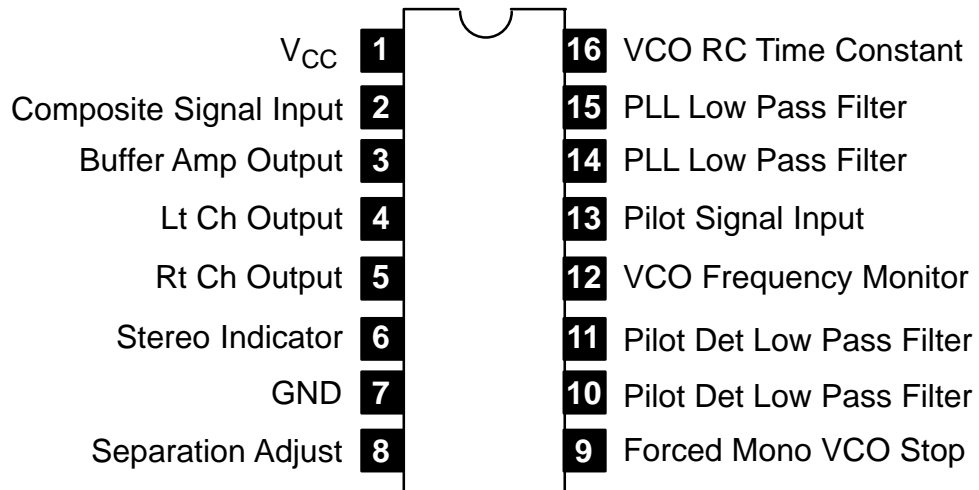 V_CC 1 16 VCO RC Time Constant
Composite Signal Input 2 15 PLL Low Pass Filter
Buffer Amp Output 3 14 PLL Low Pass Filter
Lt Ch Output 4 13 Pilot Signal Input
Rt Ch Output 5 12 VCO Frequency Monitor
Stereo Indicator 6 11 Pilot Det Low Pass Filter
GND 7 10 Pilot Det Low Pass Filter
Separation Adjust 8 9 Forced Mono VCO Stop